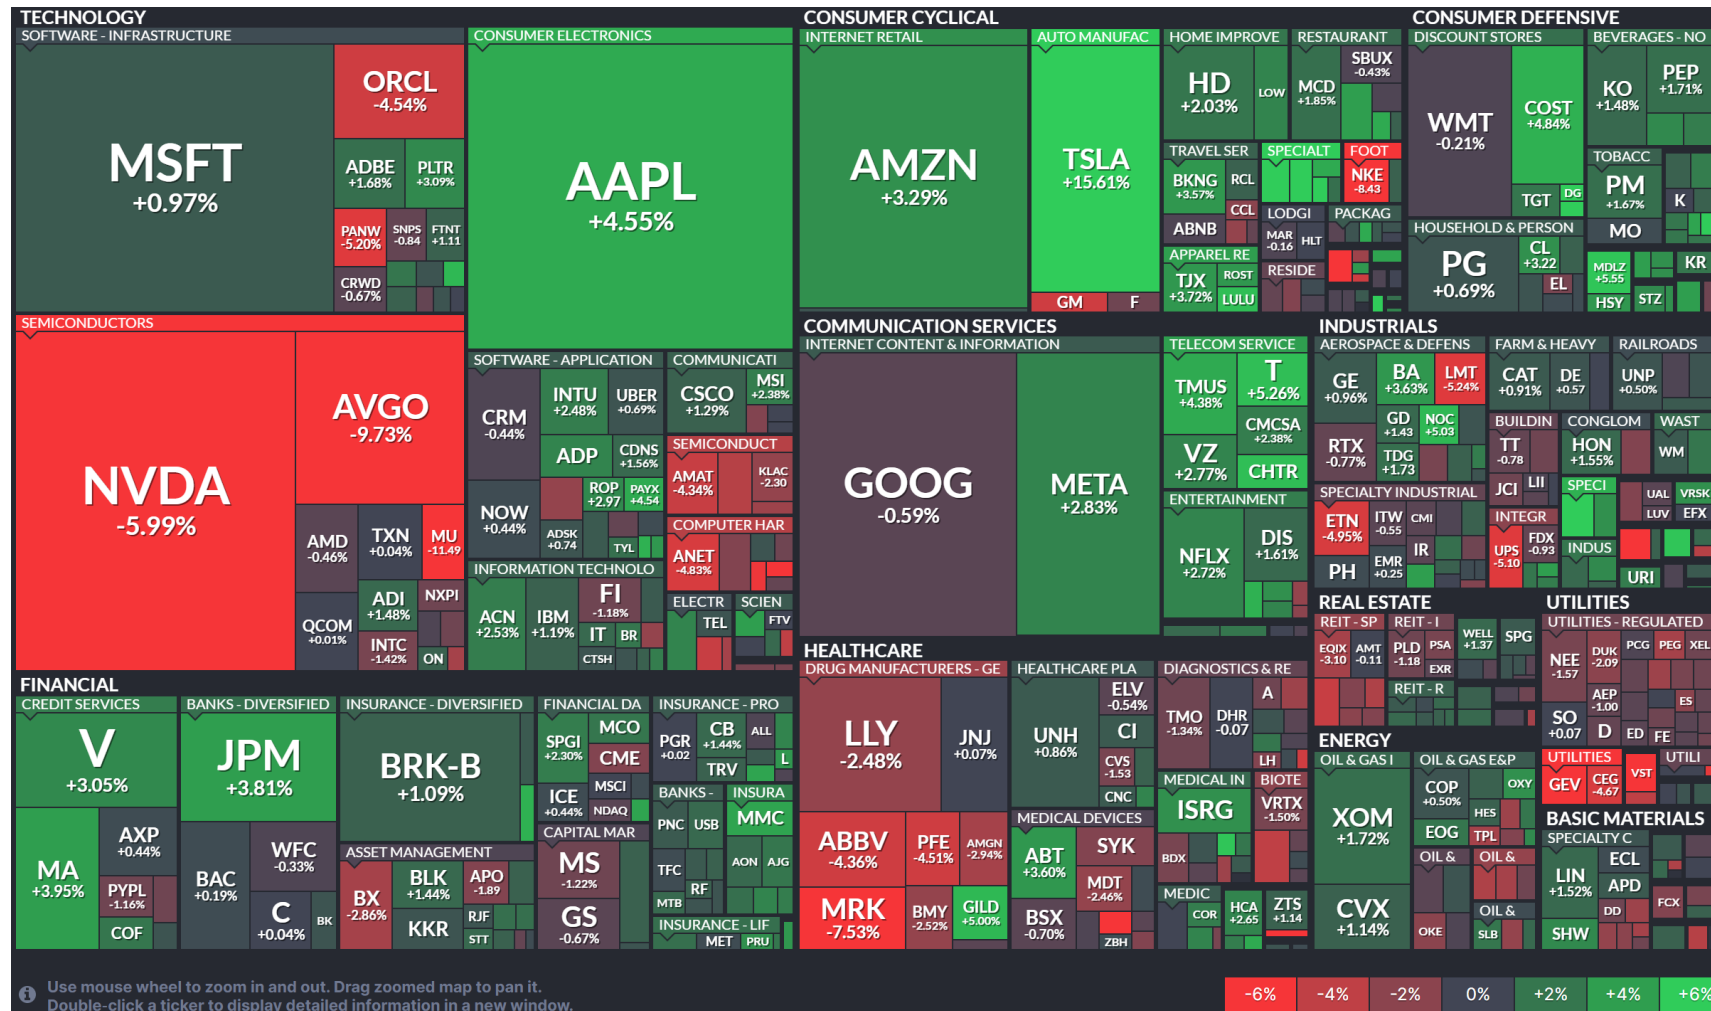 TECHNOLOGY
SOFTWARE - INFRASTRUCTURE
MSFT
+0.97%
ORCL
-4.54%
ADBE
+1.68%
PLTR
+3.09%
PANW
-5.20%
SNPS
-0.84
FTNT
+1.11
CRWD
-0.67%
CONSUMER ELECTRONICS
AAPL
+4.55%
SEMICONDUCTORS
NVDA
-5.99%
AVGO
-9.73%
AMD
-0.46%
TXN
+0.04%
MU
-11.49
QCOM
+0.01%
ADI
+1.48%
NXPI
INTC
-1.42%
ON
SOFTWARE - APPLICATION
CRM
-0.44%
INTU
+2.48%
UBER
+0.69%
ADP
CDNS
+1.56%
NOW
+0.44%
ROP
+2.97
PAYX
+4.54
ADSK
+0.74
TYL
COMMUNICATI
CSCO
+1.29%
MSI
+2.38%
SEMICONDUCT
AMAT
-4.34%
KLAC
-2.30
COMPUTER HAR
ANET
-4.83%
INFORMATION TECHNOLO
ACN
+2.53%
IBM
+1.19%
FI
-1.18%
IT
BR
CTSH
ELECTR
TEL
SCIEN
FTV
CONSUMER CYCLICAL
INTERNET RETAIL
AMZN
+3.29%
AUTO MANUFAC
TSLA
+15.61%
GM
F
HOME IMPROVE
HD
+2.03%
LOW
RESTAURANT
MCD
+1.85%
SBUX
-0.43%
TRAVEL SER
BKNG
+3.57%
RCL
CCL
ABNB
SPECIALT
FOOT
NKE
-8.43
LODGI
MAR
-0.16
HLT
PACKAG
APPAREL RE
TJX
+3.72%
ROST
LULU
RESIDE
CONSUMER DEFENSIVE
DISCOUNT STORES
WMT
-0.21%
COST
+4.84%
TGT
DG
BEVERAGES - NO
KO
+1.48%
PEP
+1.71%
TOBACC
PM
+1.67%
MO
K
HOUSEHOLD & PERSON
PG
+0.69%
CL
+3.22
EL
MDLZ
+5.55
HSY
STZ
KR
COMMUNICATION SERVICES
INTERNET CONTENT & INFORMATION
GOOG
-0.59%
META
+2.83%
TELECOM SERVICE
TMUS
+4.38%
T
+5.26%
VZ
+2.77%
CMCSA
+2.38%
CHTR
ENTERTAINMENT
NFLX
+2.72%
DIS
+1.61%
INDUSTRIALS
AEROSPACE & DEFENS
GE
+0.96%
BA
+3.63%
LMT
-5.24%
RTX
-0.77%
GD
+1.43
NOC
+5.03
TDG
+1.73
FARM & HEAVY
CAT
+0.91%
DE
+0.57
RAILROADS
UNP
+0.50%
BUILDIN
TT
-0.78
JCI
LII
CONGLOM
HON
+1.55%
WAST
WM
SPECIALTY INDUSTRIAL
ETN
-4.95%
ITW
-0.55
CMI
PH
EMR
+0.25
IR
INTEGR
UPS
-5.10
FDX
-0.93
SPECI
INDUS
URI
UAL
VRSK
LUV
EFX
HEALTHCARE
DRUG MANUFACTURERS - GE
LLY
-2.48%
JNJ
+0.07%
ABBV
-4.36%
PFE
-4.51%
AMGN
-2.94%
MRK
-7.53%
BMY
-2.52%
GILD
+5.00%
HEALTHCARE PLA
UNH
+0.86%
ELV
-0.54%
CI
CVS
-1.53
CNC
MEDICAL DEVICES
ABT
+3.60%
SYK
MDT
-2.46%
BSX
-0.70%
ZBH
DIAGNOSTICS & RE
TMO
-1.34%
DHR
-0.07
A
LH
MEDICAL IN
ISRG
BDX
BIOTE
VRTX
-1.50%
MEDIC
COR
HCA
+2.65
ZTS
+1.14
REAL ESTATE
REIT - SP
EQIX
-3.10
AMT
-0.11
REIT - I
PLD
-1.18
PSA
EXR
WELL
+1.37
SPG
REIT - R
UTILITIES
UTILITIES - REGULATED
NEE
-1.57
DUK
-2.09
PCG
PEG
XEL
AEP
-1.00
ES
SO
+0.07
D
ED
FE
UTILITIES
GEV
CEG
-4.67
VST
UTILI
ENERGY
OIL & GAS I
XOM
+1.72%
CVX
+1.14%
OIL & GAS E&P
COP
+0.50%
OXY
HES
EOG
TPL
OIL &
OKE
OIL &
OIL &
SLB
BASIC MATERIALS
SPECIALTY C
LIN
+1.52%
ECL
APD
DD
SHW
FCX
FINANCIAL
CREDIT SERVICES
V
+3.05%
MA
+3.95%
AXP
+0.44%
PYPL
-1.16%
COF
BANKS - DIVERSIFIED
JPM
+3.81%
BAC
+0.19%
WFC
-0.33%
C
+0.04%
BK
INSURANCE - DIVERSIFIED
BRK-B
+1.09%
ASSET MANAGEMENT
BX
-2.86%
BLK
+1.44%
APO
-1.89
KKR
RJF
STT
FINANCIAL DA
SPGI
+2.30%
MCO
CME
ICE
+0.44%
MSCI
NDAQ
CAPITAL MAR
MS
-1.22%
GS
-0.67%
INSURANCE - PRO
PGR
+0.02
CB
+1.44%
ALL
TRV
L
BANKS -
PNC
USB
TFC
RF
MTB
INSURA
MMC
AON
AJG
INSURANCE - LIF
MET
PRU
Use mouse wheel to zoom in and out. Drag zoomed map to pan it.
Double-click a ticker to display detailed information in a new window.
-6%
-4%
-2%
0%
+2%
+4%
+6%